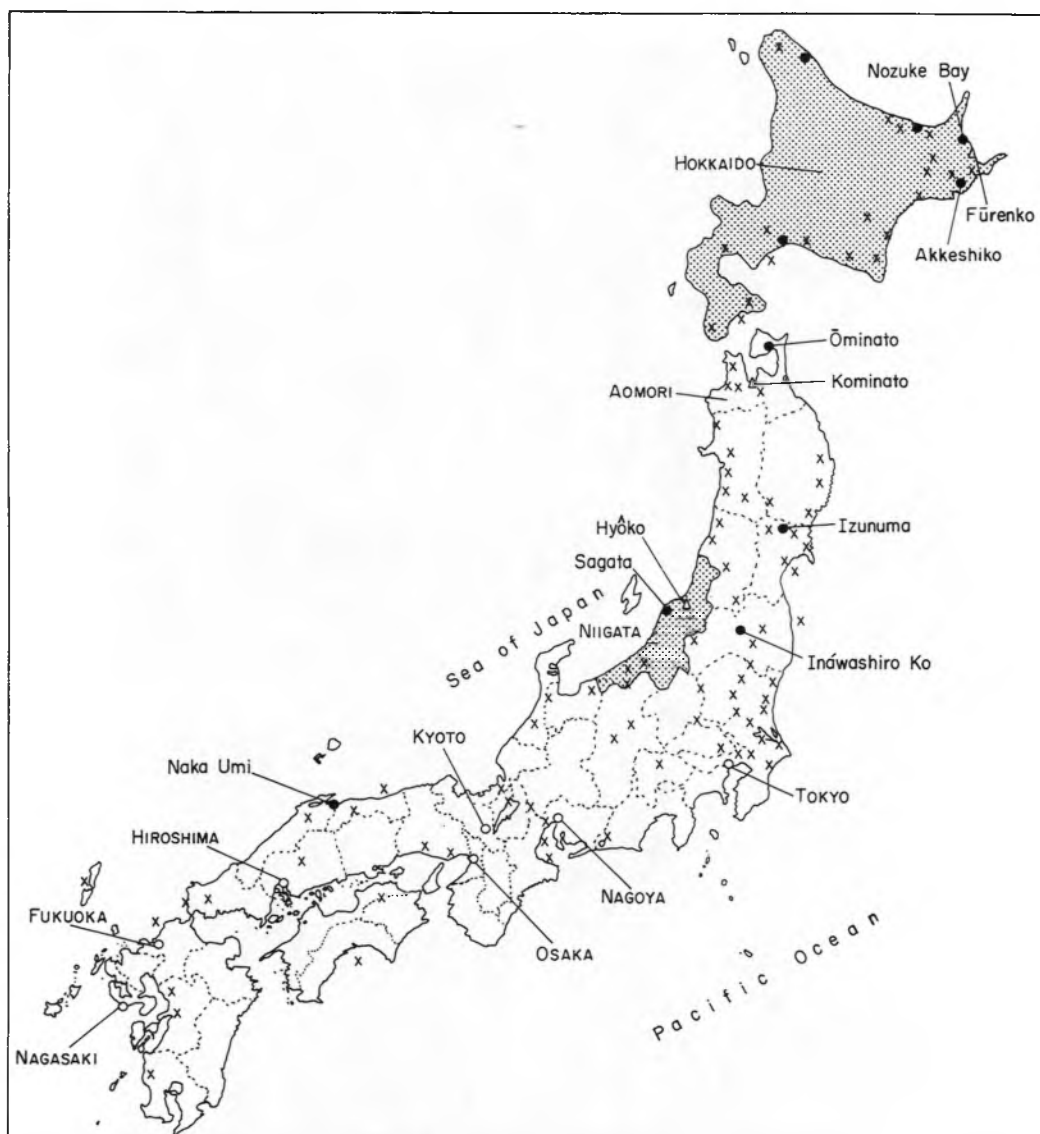 Nozuke Bay
HOKKAIDO
Fūrenko
Akkeshiko
Ōminato
Kominato
AOMORI
Hyôko
Izunuma
Sagata
Sea of Japan
NIIGATA
Ináwashiro Ko
KYOTO
Naka Umi
TOKYO
HIROSHIMA
NAGOYA
FUKUOKA
OSAKA
Pacific Ocean
NAGASAKI